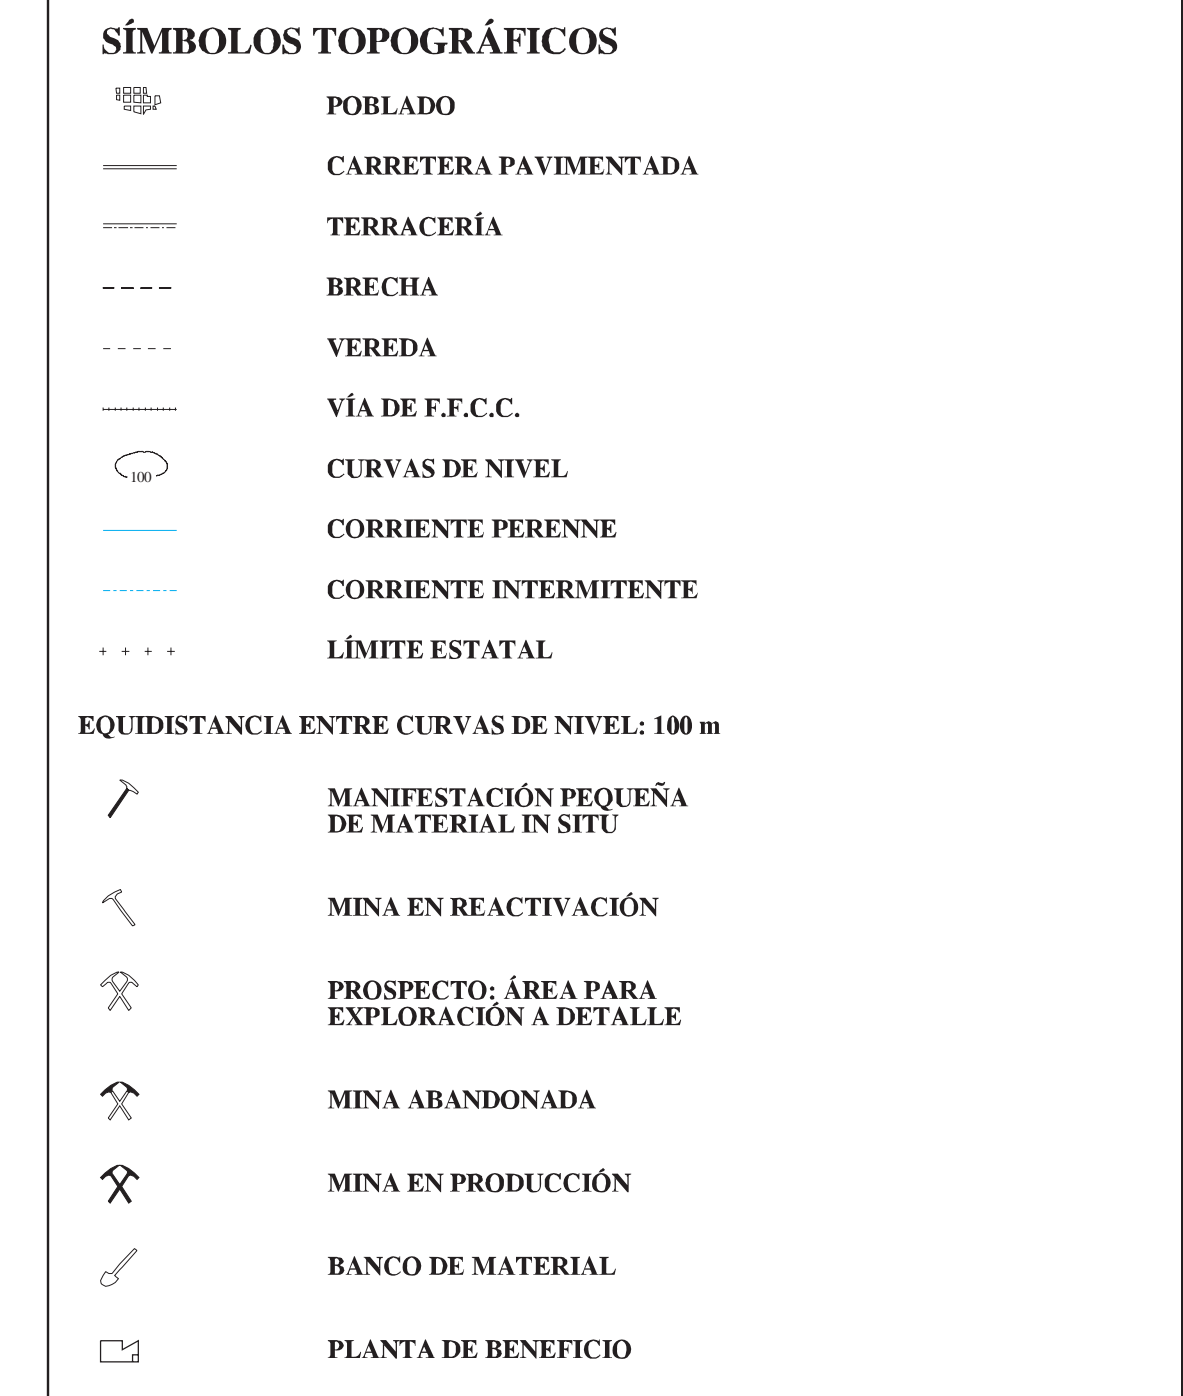 SÍMBOLOS TOPOGRÁFICOS
POBLADO
CARRETERA PAVIMENTADA
TERRACERÍA
BRECHA
VEREDA
VÍA DE F.F.C.C.
100
CURVAS DE NIVEL
CORRIENTE PERENNE
CORRIENTE INTERMITENTE
LÍMITE ESTATAL
EQUIDISTANCIA ENTRE CURVAS DE NIVEL: 100 m
MANIFESTACIÓN PEQUEÑA
DE MATERIAL IN SITU
MINA EN REACTIVACIÓN
PROSPECTO: ÁREA PARA
EXPLORACIÓN A DETALLE
MINA ABANDONADA
MINA EN PRODUCCIÓN
BANCO DE MATERIAL
PLANTA DE BENEFICIO